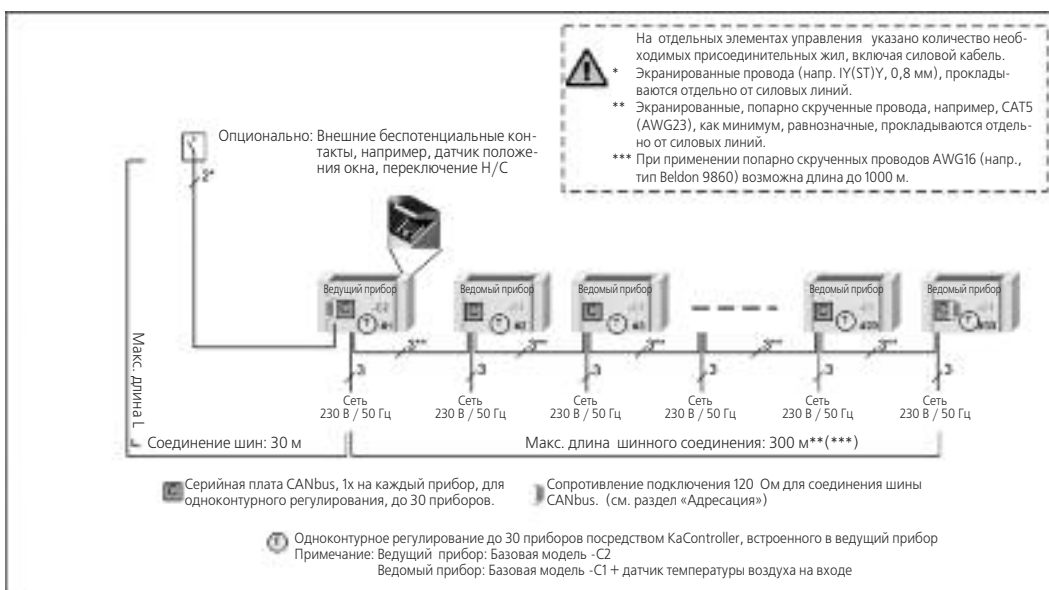 На отдельных элементах управления указано количество необ-
ходимых присоединительных жил, включая силовой кабель.
* Экранированные провода (напр. IY(ST)Y, 0,8 мм), проклады-
ваются отдельно от силовых линий.
** Экранированные, попарно скрученные провода, например, CAT5
(AWG23), как минимум, равнозначные, прокладываются отдель-
но от силовых линий.
*** При применении попарно скрученных проводов AWG16 (напр.,
тип Beldon 9860) возможна длина до 1000 м.
Опционально: Внешние беспотенциальные кон-
такты, например, датчик положе-
ния окна, переключение H/C
2*
Ведущий прибор
Ведомый прибор
Ведомый прибор
Ведомый прибор
Ведомый прибор
C
C
C
C
T
T
T
T
T
3**
3**
3**
3**
3**
3
3
3
3
3
3
Сеть
230 В / 50 Гц
Сеть
230 В / 50 Гц
Сеть
230 В / 50 Гц
Сеть
230 В / 50 Гц
Сеть
230 В / 50 Гц
Сеть
230 В / 50 Гц
Макс. длина L
Соединение шин: 30 м
Макс. длина шинного соединения: 300 м**(***)
C Серийная плата CANbus, 1x на каждый прибор, для
одноконтурного регулирования, до 30 приборов.
Сопротивление подключения 120 Ом для соединения шины
CANbus. (см. раздел «Адресация»)
T Одноконтурное регулирование до 30 приборов посредством KaController, встроенного в ведущий прибор
Примечание: Ведущий прибор: Базовая модель -C2
Ведомый прибор: Базовая модель -C1 + датчик температуры воздуха на входе